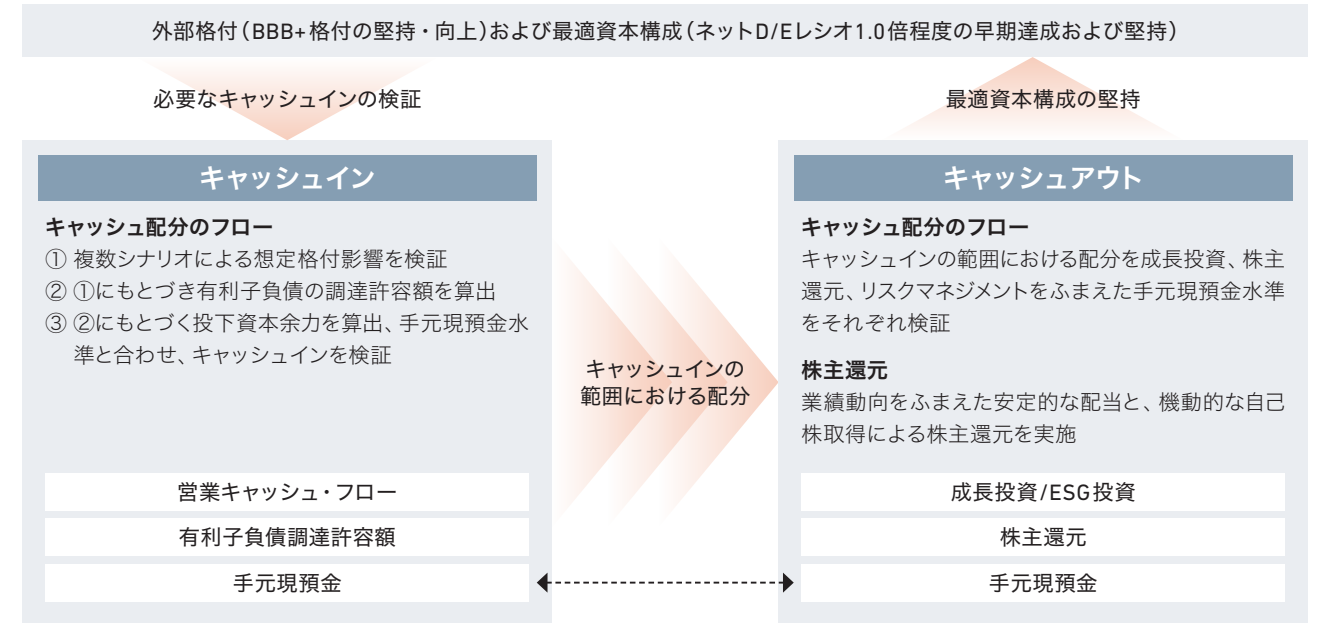 外部格付(BBB+格付の堅持・向上)および最適資本構成(ネットD/Eレシオ1.0倍程度の早期達成および堅持)
必要なキャッシュインの検証
最適資本構成の堅持
キャッシュイン
キャッシュ配分のフロー
① 複数シナリオによる想定格付影響を検証
② ①にもとづき有利子負債の調達許容額を算出
③ ②にもとづく投下資本余力を算出、手元現預金水
準と合わせ、キャッシュインを検証
営業キャッシュ・フロー
有利子負債調達許容額
手元現預金
キャッシュインの
範囲における配分
キャッシュアウト
キャッシュ配分のフロー
キャッシュインの範囲における配分を成長投資、株主
還元、リスクマネジメントをふまえた手元現預金水準
をそれぞれ検証
株主還元
業績動向をふまえた安定的な配当と、機動的な自己
株取得による株主還元を実施
成長投資/ESG投資
株主還元
手元現預金